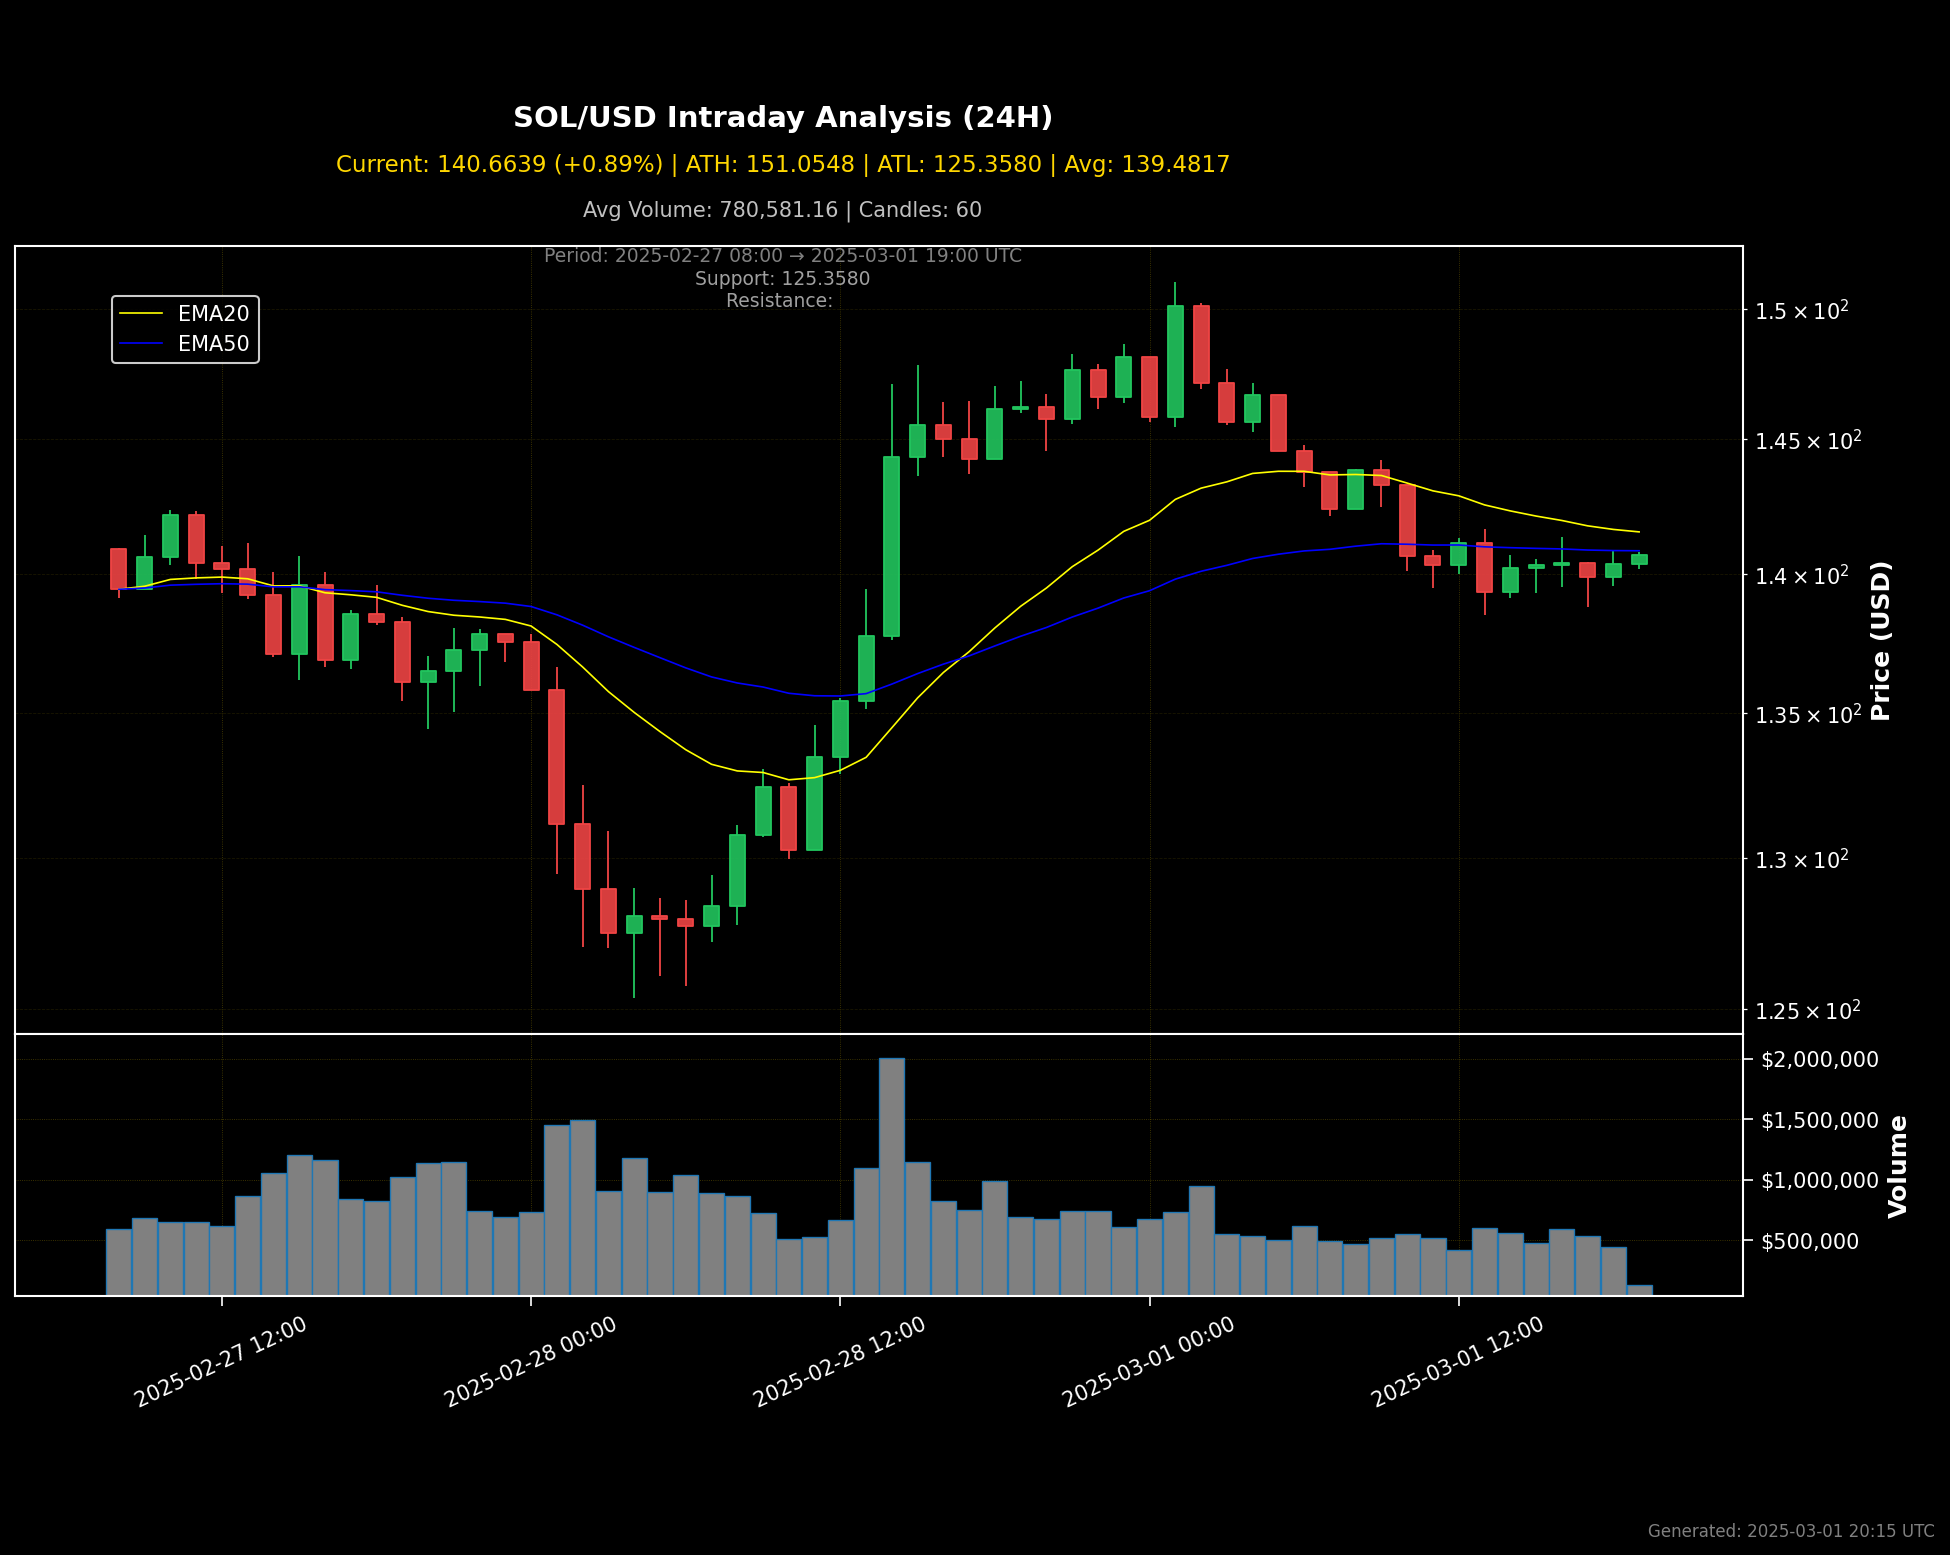 SOL/USD Intraday Analysis (24H)
Current: 140.6639 (+0.89%) | ATH: 151.0548 | ATL: 125.3580 | Avg: 139.4817
Avg Volume: 780,581.16 | Candles: 60
Period: 2025-02-27 08:00 → 2025-03-01 19:00 UTC
Support: 125.3580
Resistance:
EMA20
EMA50
1.5 × 10²
1.45 × 10²
1.4 × 10²
1.35 × 10²
1.3 × 10²
1.25 × 10²
Price (USD)
$2,000,000
$1,500,000
$1,000,000
$500,000
Volume
2025-02-27 12:00
2025-02-28 00:00
2025-02-28 12:00
2025-03-01 00:00
2025-03-01 12:00
Generated: 2025-03-01 20:15 UTC